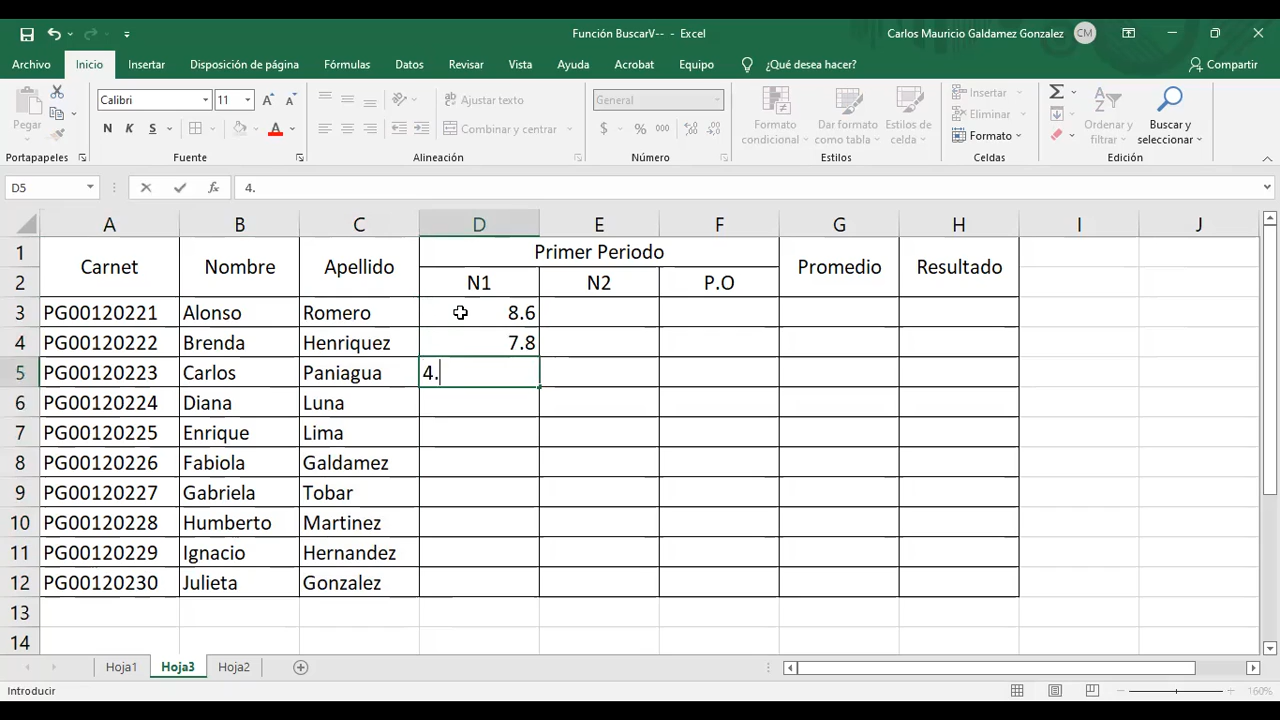 Función BuscarV-- - Excel
Carlos Mauricio Galdamez Gonzalez CM
Archivo Inicio Insertar Disposición de página Fórmulas Datos Revisar Vista Ayuda Acrobat Equipo ¿Qué desea hacer? Compartir
Pegar
Calibri 11 A A
N K S A
Ajustar texto
Combinar y centrar
General
$ % 000
Formato condicional
Dar formato como tabla
Estilos de celda
Insertar
Eliminar
Formato
Ordenar y filtrar
Buscar y seleccionar
Portapapeles Fuente Alineación Número Estilos Celdas Edición
D5 fx 4.
A B C D E F G H I J
1 Carnet Nombre Apellido Primer Periodo Promedio Resultado
2 N1 N2 P.O
3 PG00120221 Alonso Romero 8.6
4 PG00120222 Brenda Henriquez 7.8
5 PG00120223 Carlos Paniagua 4.
6 PG00120224 Diana Luna
7 PG00120225 Enrique Lima
8 PG00120226 Fabiola Galdamez
9 PG00120227 Gabriela Tobar
10 PG00120228 Humberto Martinez
11 PG00120229 Ignacio Hernandez
12 PG00120230 Julieta Gonzalez
13
14
Hoja1 Hoja3 Hoja2
Introducir 160%